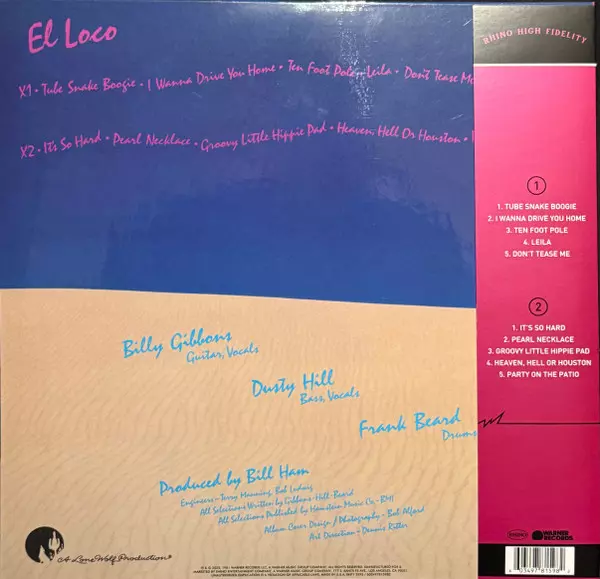 El Loco
X1 • Tube Snake Boogie • I Wanna Drive You Home • Ten Foot Pole • Leila • Don't Tease Me
X2 • It's So Hard • Pearl Necklace • Groovy Little Hippie Pad • Heaven, Hell Or Houston •
Billy Gibbons
Guitar, Vocals
Dusty Hill
Bass, Vocals
Frank Beard
Drums
Produced by Bill Ham
Engineers - Terry Manning, Bob Ludwig
All Selections Written by Gibbons-Hill-Beard
All Selections Published by Hamstein Music Co. - BMI
Album Cover Design / Photography - Bob Alford
Art Direction - Dennis Ritter
A Lone Wolf Production
RHINO HIGH FIDELITY
1
1. TUBE SNAKE BOOGIE
2. I WANNA DRIVE YOU HOME
3. TEN FOOT POLE
4. LEILA
5. DON'T TEASE ME
2
1. IT'S SO HARD
2. PEARL NECKLACE
3. GROOVY LITTLE HIPPIE PAD
4. HEAVEN, HELL OR HOUSTON
5. PARTY ON THE PATIO
WARNER RECORDS